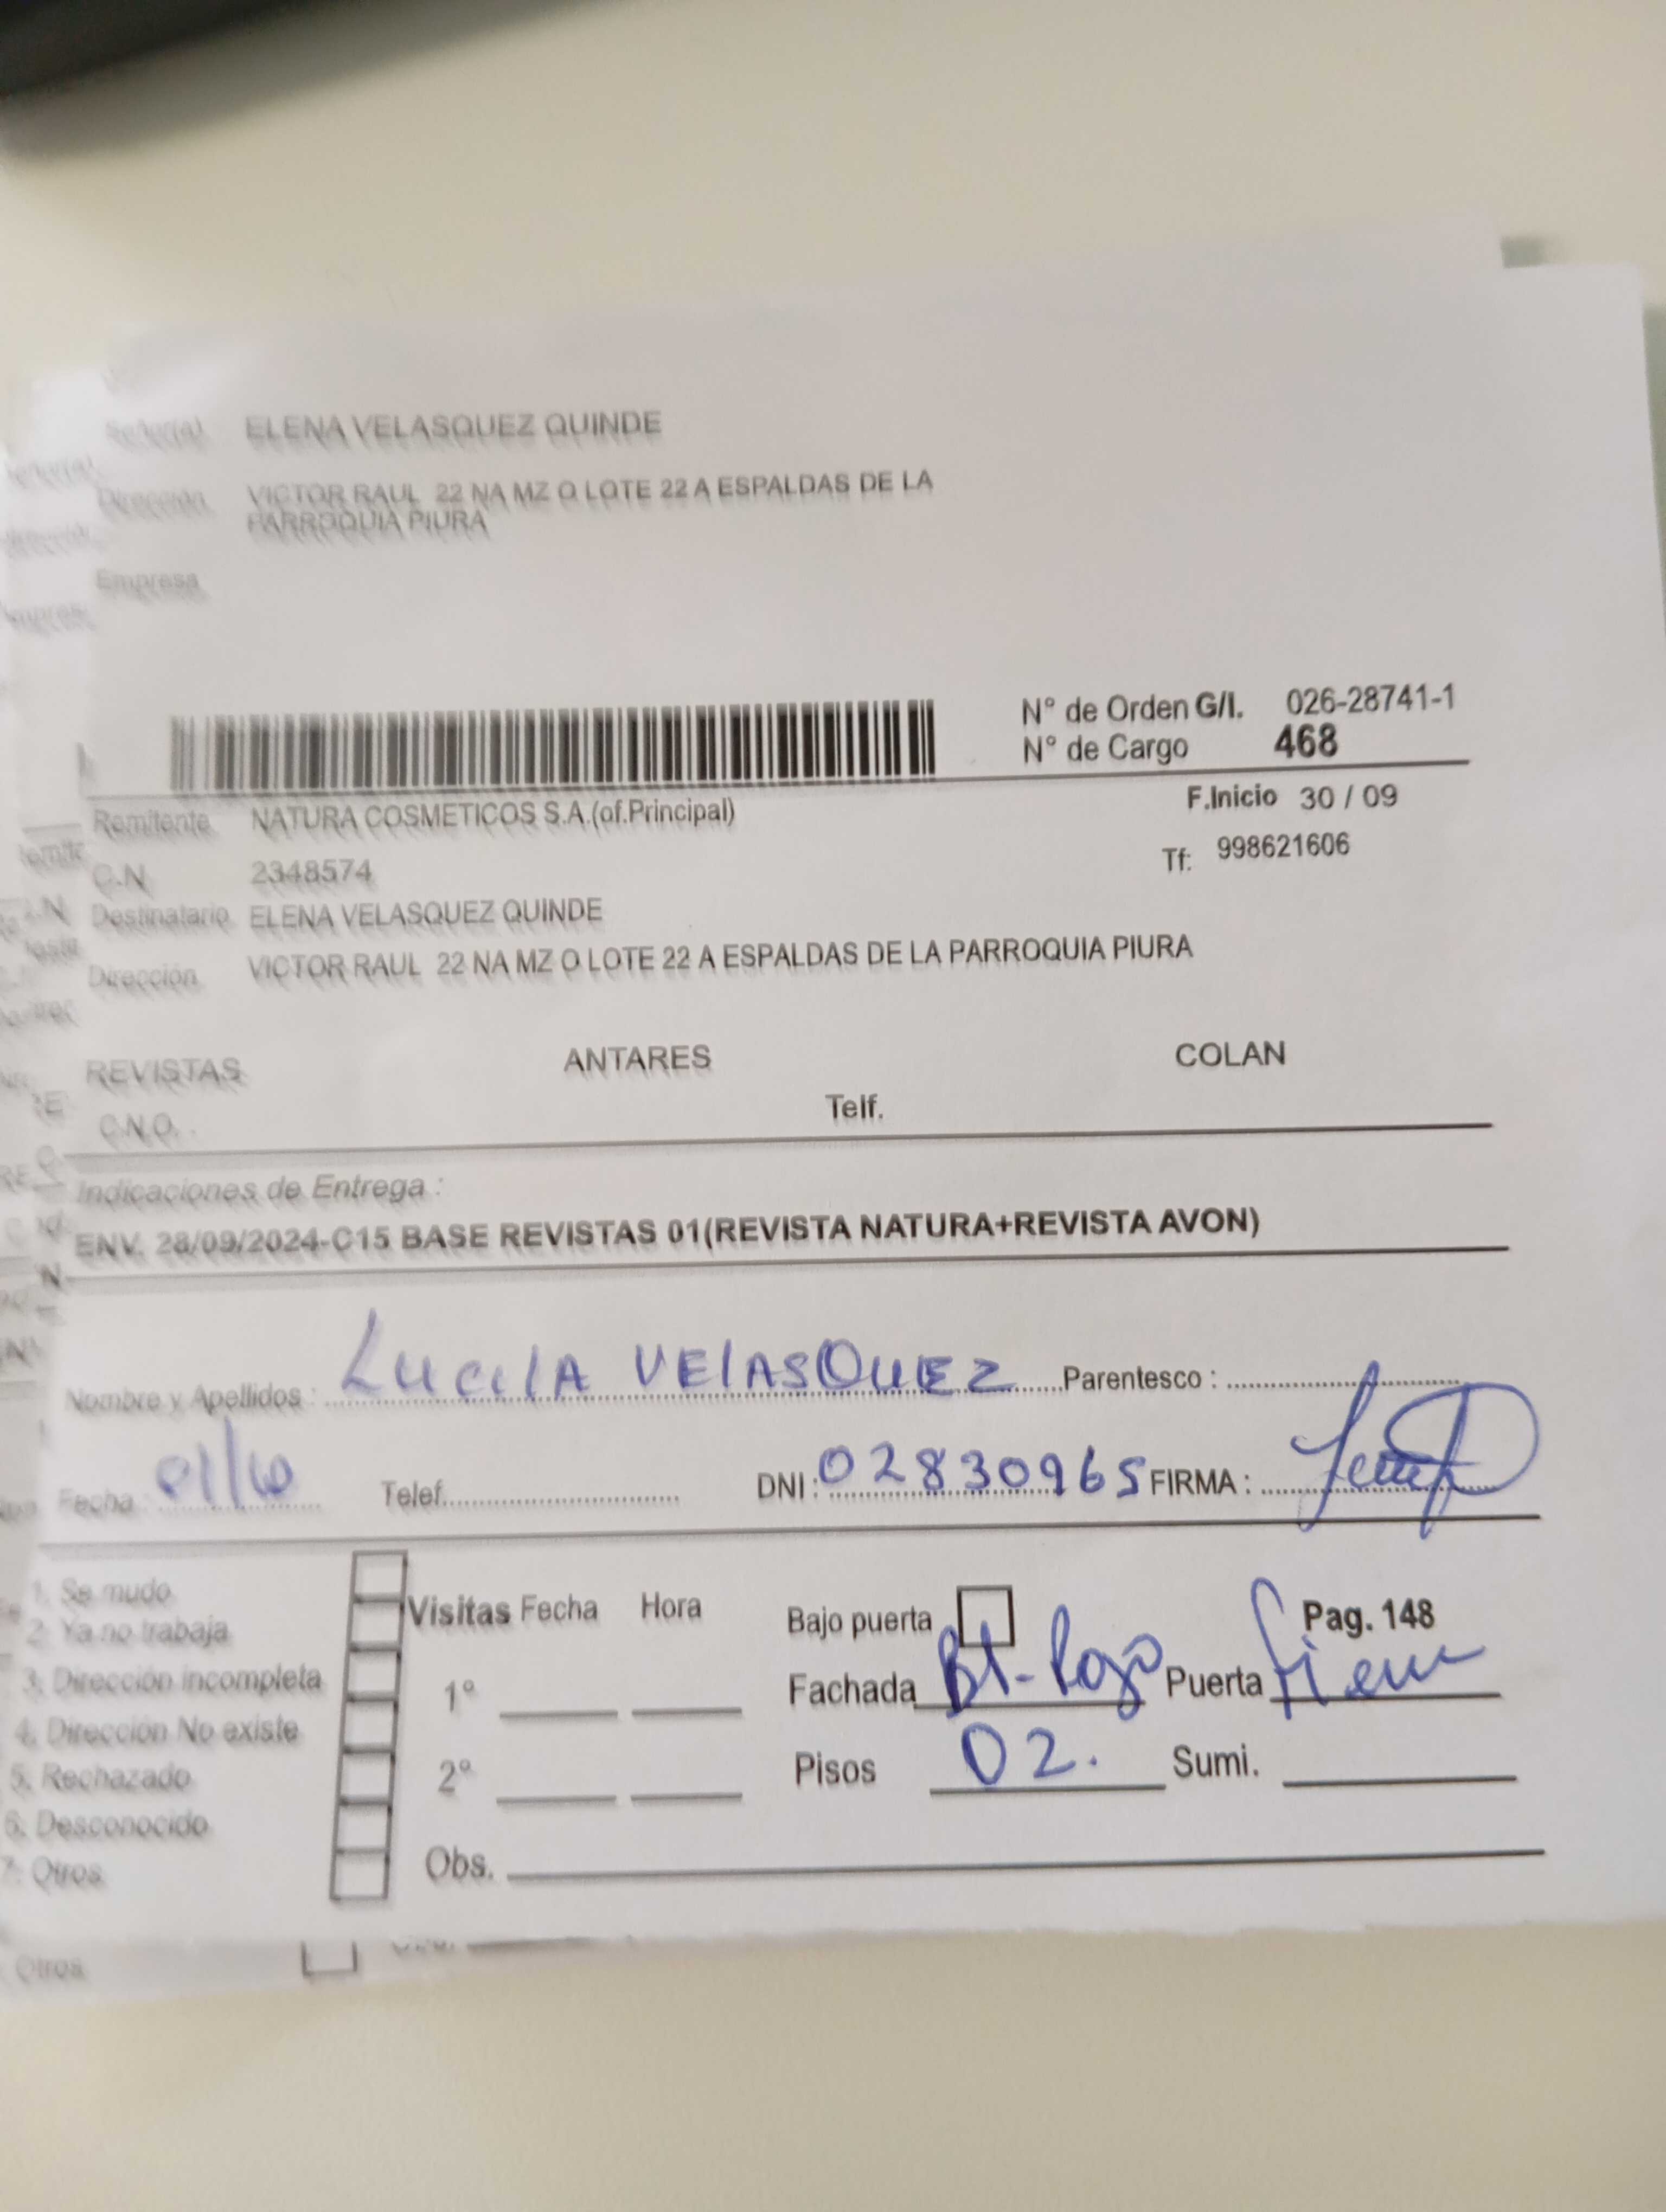 Señor(a) ELENA VELASQUEZ QUINDE
Dirección VICTOR RAUL 22 NA MZ O LOTE 22 A ESPALDAS DE LA
PARROQUIA PIURA
Empresa
N° de Orden G/I. 026-28741-1
N° de Cargo 468
Remitente NATURA COSMETICOS S.A.(of.Principal) F.Inicio 30 / 09
C.N 2348574 Tf: 998621606
Destinatario ELENA VELASQUEZ QUINDE
Dirección VICTOR RAUL 22 NA MZ O LOTE 22 A ESPALDAS DE LA PARROQUIA PIURA
REVISTAS ANTARES COLAN
C.N.O. Telf.
Indicaciones de Entrega :
ENV. 28/09/2024-C15 BASE REVISTAS 01(REVISTA NATURA+REVISTA AVON)
Nombre y Apellidos : LUCILA VELASQUEZ Parentesco :
Fecha : 01/10 Telef. DNI : 02830965 FIRMA :
1. Se mudo
2. Ya no trabaja
3. Dirección incompleta
4. Dirección No existe
5. Rechazado
6. Desconocido
7. Otros
Visitas Fecha Hora
1°
2°
Obs.
Bajo puerta Pag. 148
Fachada Puerta
Pisos 02. Sumi.
Otros